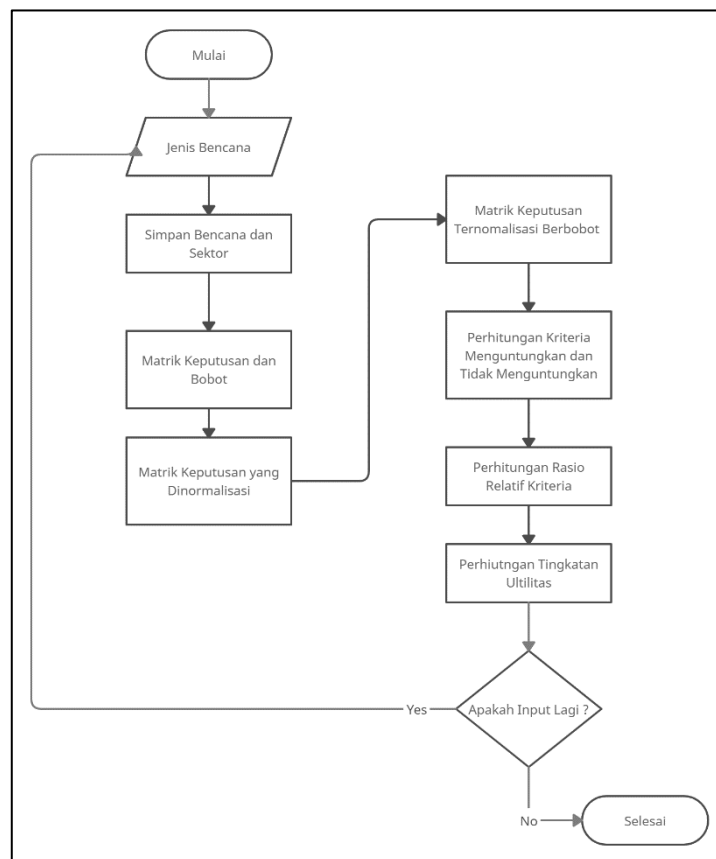 Mulai
Jenis Bencana
Simpan Bencana dan
Sektor
Matrik Keputusan dan
Bobot
Matrik Keputusan yang
Dinormalisasi
Matrik Keputusan
Ternomalisasi Berbobot
Perhitungan Kriteria
Menguntungkan dan
Tidak Menguntungkan
Perhitungan Rasio
Relatif Kriteria
Perhiutngan Tingkatan
Ultilitas
Apakah Input Lagi ?
Yes
No
Selesai